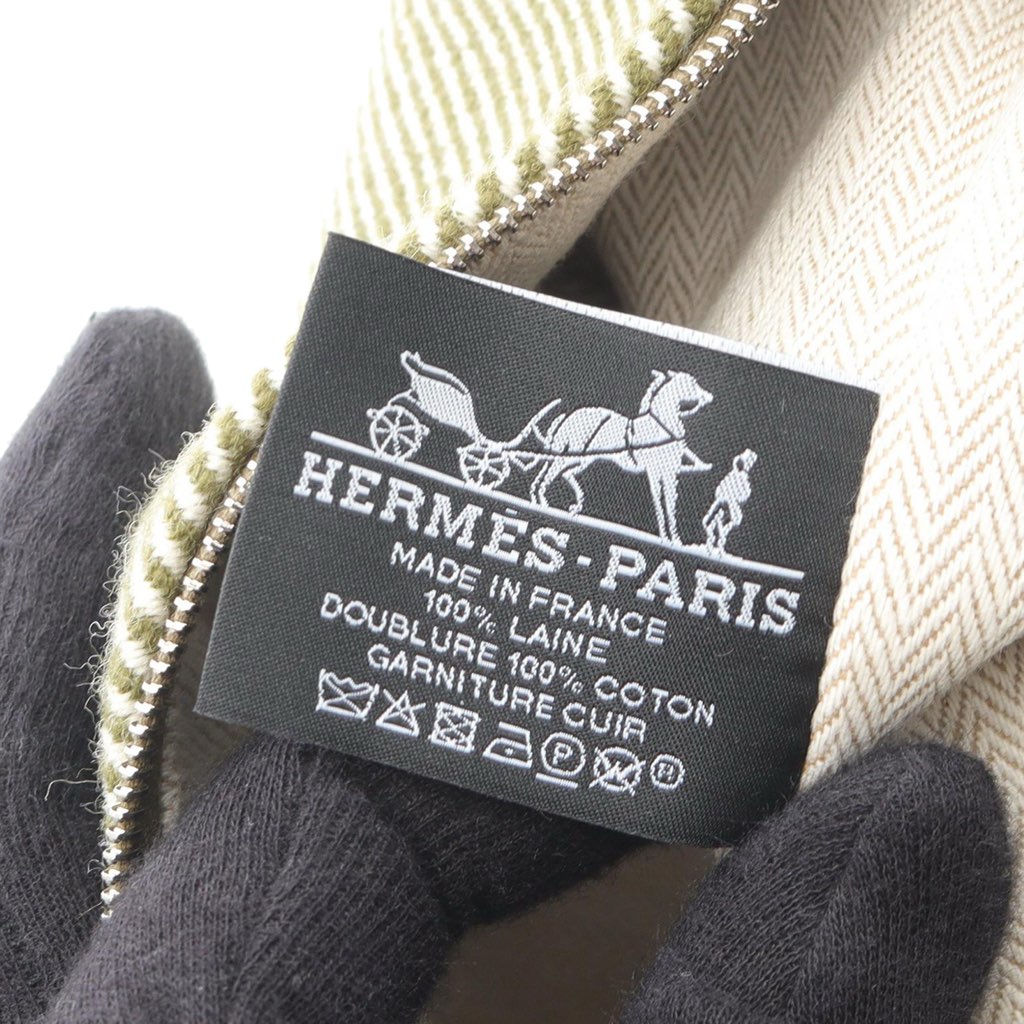 HERMÈS-PARIS
MADE IN FRANCE
100% LAINE
DOUBLURE 100% COTON
GARNITURE CUIR
P W